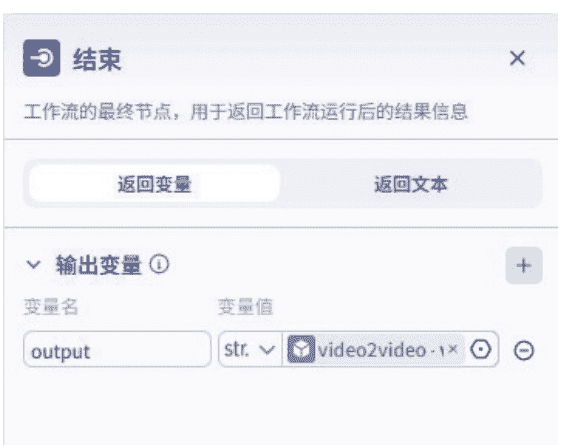 结束
工作流的最终节点，用于返回工作流运行后的结果信息
返回变量 返回文本
输出变量
变量名 变量值
output str. video2video -